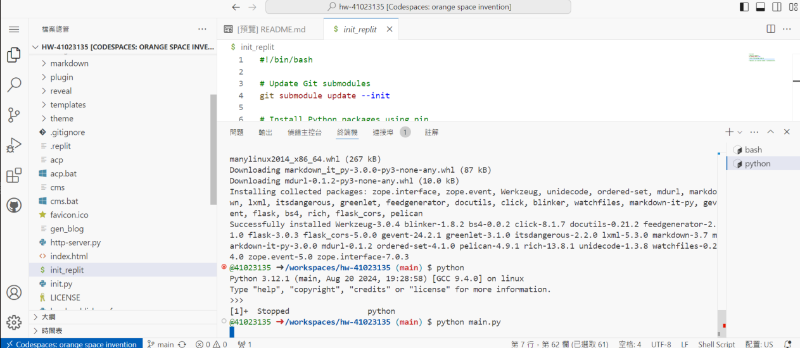 hw-41023135 [Codespaces: orange space invention]
檔案總管
HW-41023135 [CODESPACES: ORANGE SPACE INVEN...
markdown
plugin
reveal
templates
theme
.gitignore
.replit
acp
acp.bat
cms
cms.bat
favicon.ico
gen_blog
http-server.py
index.html
init_replit
init.py
LICENSE
大綱
時間表
[預覽] README.md
init_replit
$ init_replit
1 #!/bin/bash
2
3 # Update Git submodules
4 git submodule update --init
5
6 # Install Python packages using pip
問題 輸出 偵錯主控台 終端機 連接埠 1 註解
bash
python
manylinux2014_x86_64.whl (267 kB)
Downloading markdown_it_py-3.0.0-py3-none-any.whl (87 kB)
Downloading mdurl-0.1.2-py3-none-any.whl (10.0 kB)
Installing collected packages: zope.interface, zope.event, Werkzeug, unidecode, ordered-set, mdurl, markdo
wn, lxml, itsdangerous, greenlet, feedgenerator, docutils, click, blinker, watchfiles, markdown-it-py, gev
ent, flask, bs4, rich, flask_cors, pelican
Successfully installed Werkzeug-3.0.4 blinker-1.8.2 bs4-0.0.2 click-8.1.7 docutils-0.21.2 feedgenerator-2.
1.0 flask-3.0.3 flask_cors-5.0.0 gevent-24.2.1 greenlet-3.1.0 itsdangerous-2.2.0 lxml-5.3.0 markdown-3.7 m
arkdown-it-py-3.0.0 mdurl-0.1.2 ordered-set-4.1.0 pelican-4.9.1 rich-13.8.1 unidecode-1.3.8 watchfiles-0.2
4.0 zope.event-5.0 zope.interface-7.0.3
@41023135 ➜ /workspaces/hw-41023135 (main) $ python
Python 3.12.1 (main, Aug 20 2024, 19:28:58) [GCC 9.4.0] on linux
Type "help", "copyright", "credits" or "license" for more information.
>>>
[1]+ Stopped python
@41023135 ➜ /workspaces/hw-41023135 (main) $ python main.py
Codespaces: orange space invention
main
0 0
1
第 7 行，第 62 欄 (已選取 61)
空格: 4
UTF-8
LF
Shell Script
配置: US